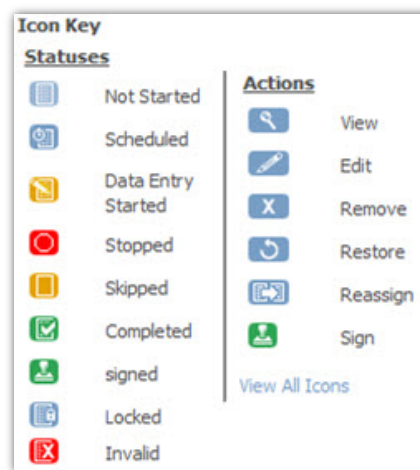 Icon Key
Statuses
Not Started
Scheduled
Data Entry
Started
Stopped
Skipped
Completed
signed
Locked
Invalid
Actions
View
Edit
Remove
Restore
Reassign
Sign
View All Icons